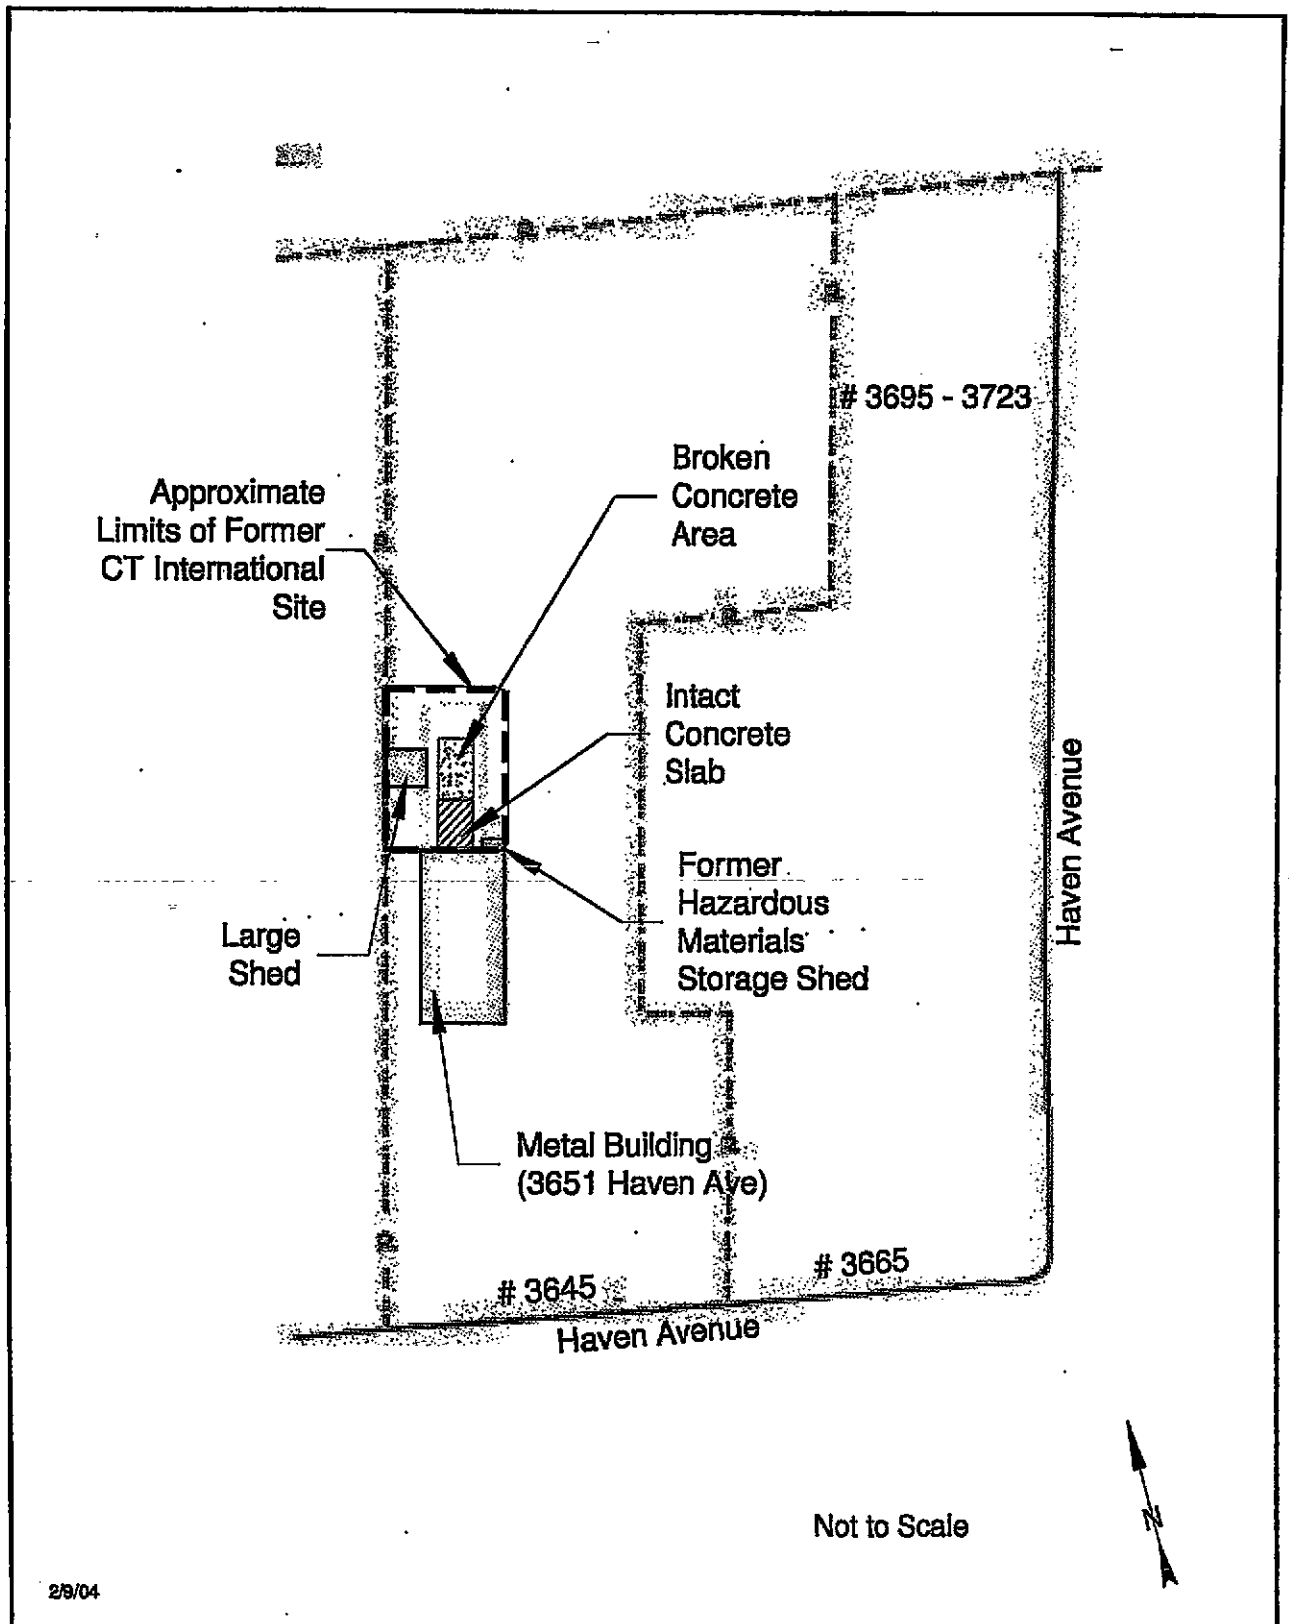 # 3695 - 3723
Broken
Concrete
Area
Approximate
Limits of Former
CT International
Site
Intact
Concrete
Slab
Haven Avenue
Former
Hazardous
Materials
Storage Shed
Large
Shed
Metal Building
(3651 Haven Ave)
# 3645
# 3665
Haven Avenue
Not to Scale
N
2/9/04